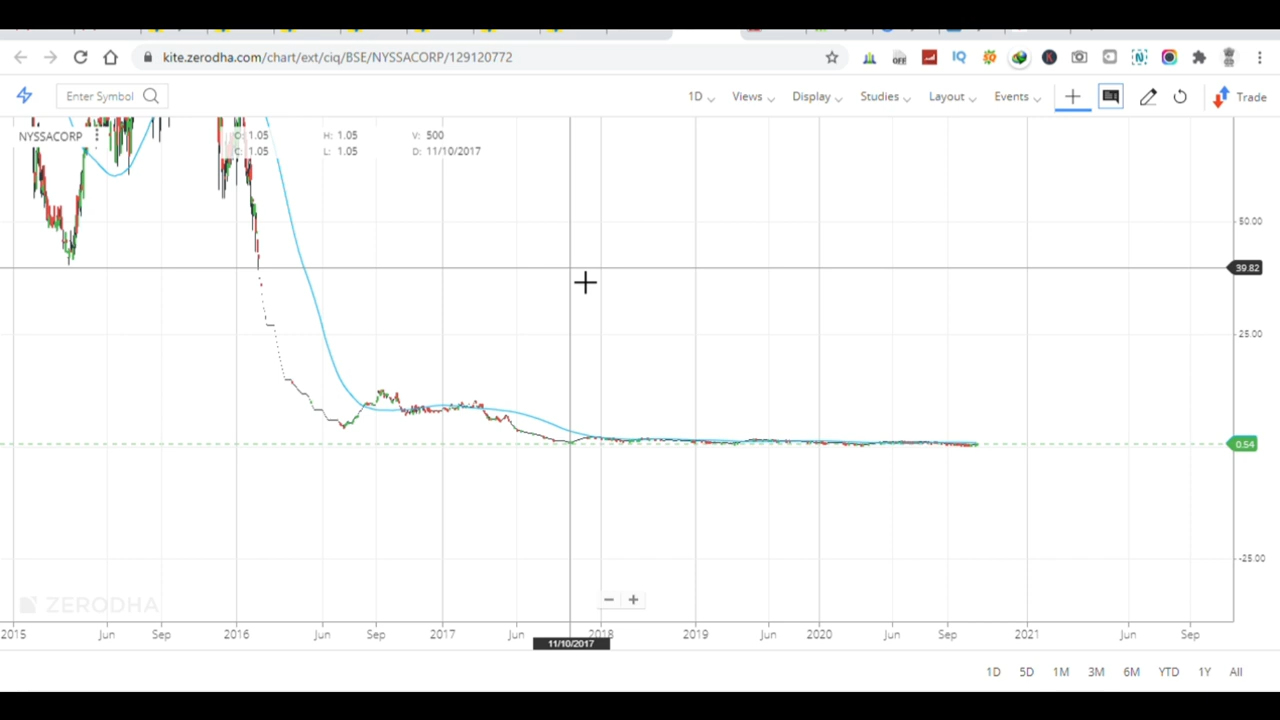 kite.zerodha.com/chart/ext/ciq/BSE/NYSSACORP/129120772
OFF IQ
Enter Symbol 1D Views Display Studies Layout Events Trade
NYSSACORP O: 1.05 H: 1.05 V: 500
C: 1.05 L: 1.05 D: 11/10/2017
50.00
39.82
25.00
0.54
-25.00
ZERODHA
2015 Jun Sep 2016 Jun Sep 2017 Jun 2018 2019 Jun 2020 Jun Sep 2021 Jun Sep
11/10/2017
1D 5D 1M 3M 6M YTD 1Y All